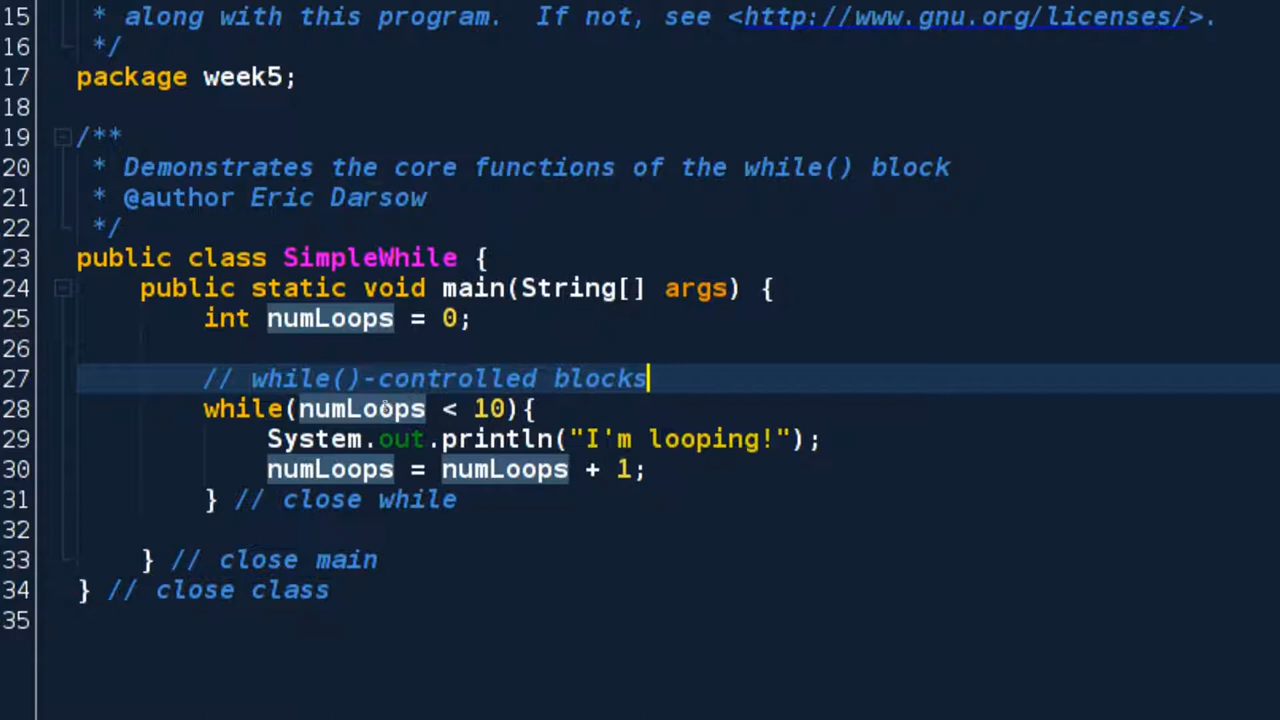 15 * along with this program.  If not, see <http://www.gnu.org/licenses/>.
16 */
17 package week5;
18
19 /**
20 * Demonstrates the core functions of the while() block
21 * @author Eric Darsow
22 */
23 public class SimpleWhile {
24 public static void main(String[] args) {
25 int numLoops = 0;
26
27 // while()-controlled blocks
28 while(numLoops < 10){
29 System.out.println("I'm looping!");
30 numLoops = numLoops + 1;
31 } // close while
32
33 } // close main
34 } // close class
35